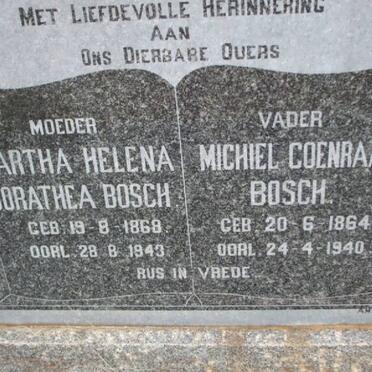 MET LIEFDEVOLLE HERINNERING
AAN
ONS DIERBARE OUERS
MOEDER
ARTHA HELENA
DORATHEA BOSCH
GEB. 19-8-1868.
OORL. 28-8-1943.
VADER
MICHIEL COENRAA
BOSCH.
GEB. 20-6-1864
OORL. 24-4-1940
RUS IN VREDE